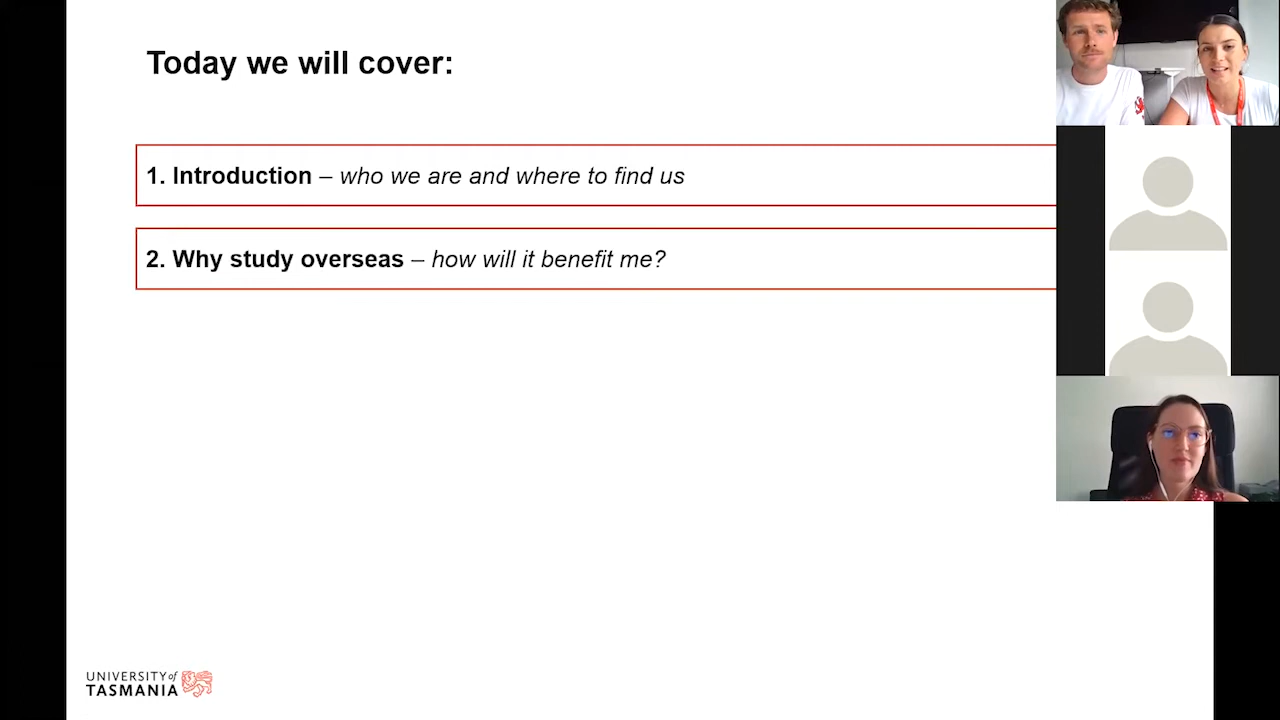 Today we will cover:
1. Introduction – who we are and where to find us
2. Why study overseas – how will it benefit me?
UNIVERSITY of
TASMANIA